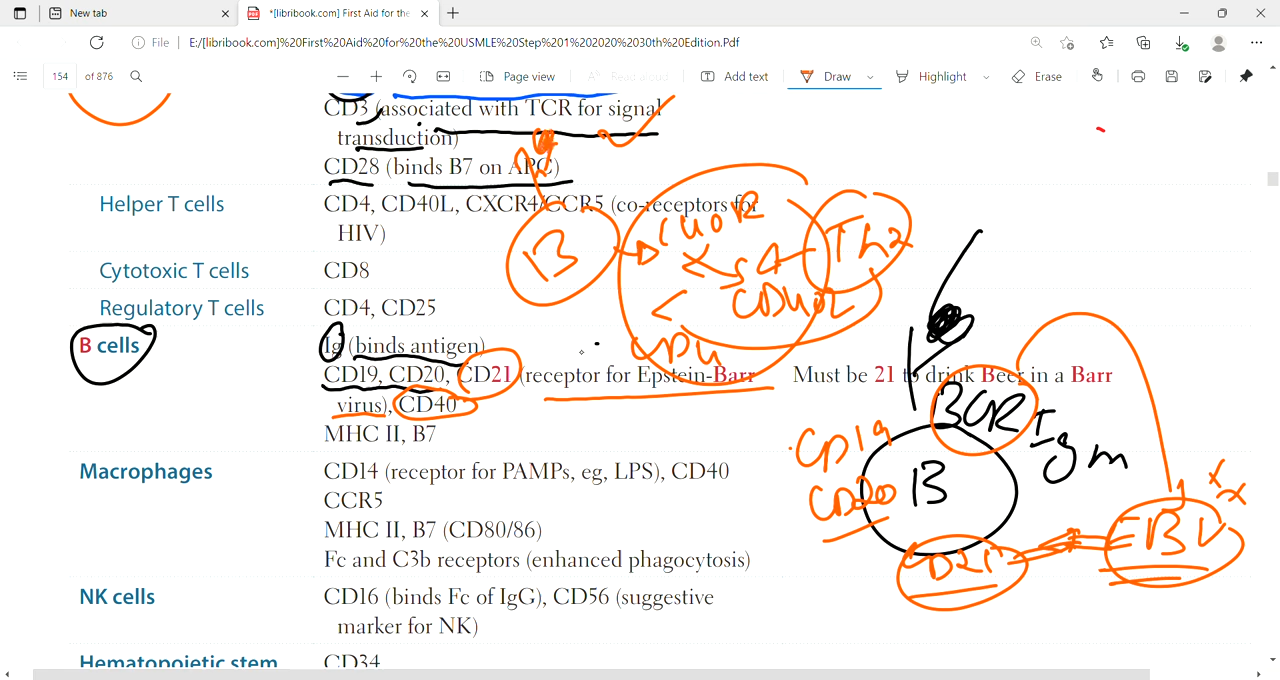 New tab
*[libribook.com] First Aid for the
File
E:/[libribook.com]%20First%20Aid%20for%20the%20USMLE%20Step%201%202020%2030th%20Edition.Pdf
154 of 876
Page view
Read aloud
Add text
Draw
Highlight
Erase
CD3 (associated with TCR for signal
transduction)
CD28 (binds B7 on APC)
Helper T cells
CD4, CD40L, CXCR4/CCR5 (co-receptors for
HIV)
Cytotoxic T cells
CD8
Regulatory T cells
CD4, CD25
B
Th2
CD40L
B cells
Ig (binds antigen)
CD19, CD20, CD21 (receptor for Epstein-Barr
virus), CD40
MHC II, B7
Must be 21 to drink Beer in a Barr
BCR IgM
CD19
CD20
B
CD21
EBV
Macrophages
CD14 (receptor for PAMPs, eg, LPS), CD40
CCR5
MHC II, B7 (CD80/86)
Fc and C3b receptors (enhanced phagocytosis)
NK cells
CD16 (binds Fc of IgG), CD56 (suggestive
marker for NK)
Hematopoietic stem
CD34